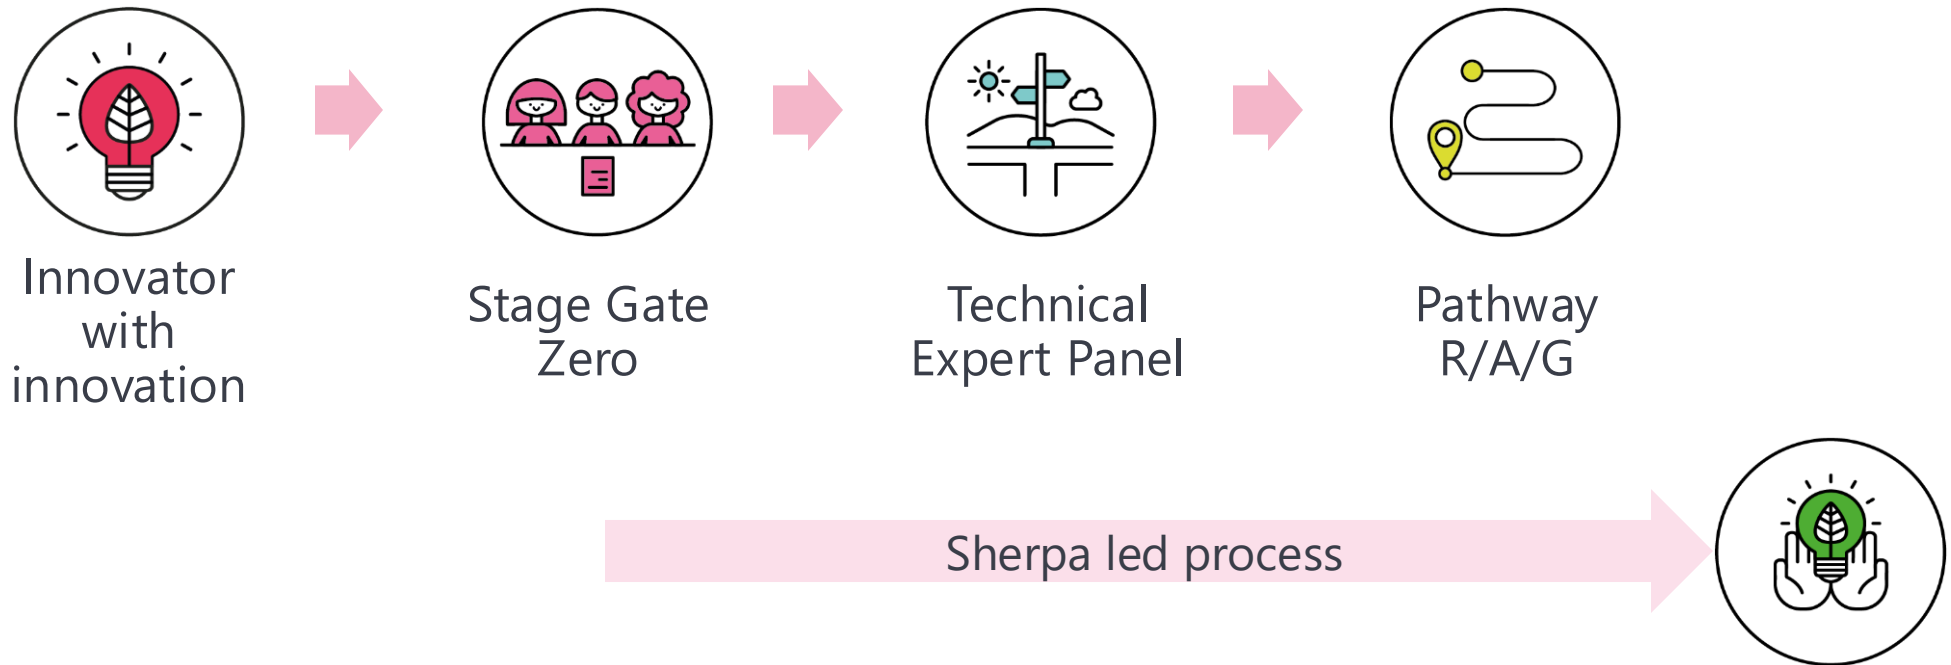 Innovator
with
innovation
Stage Gate
Zero
Technical
Expert Panel
Pathway
R/A/G
Sherpa led process